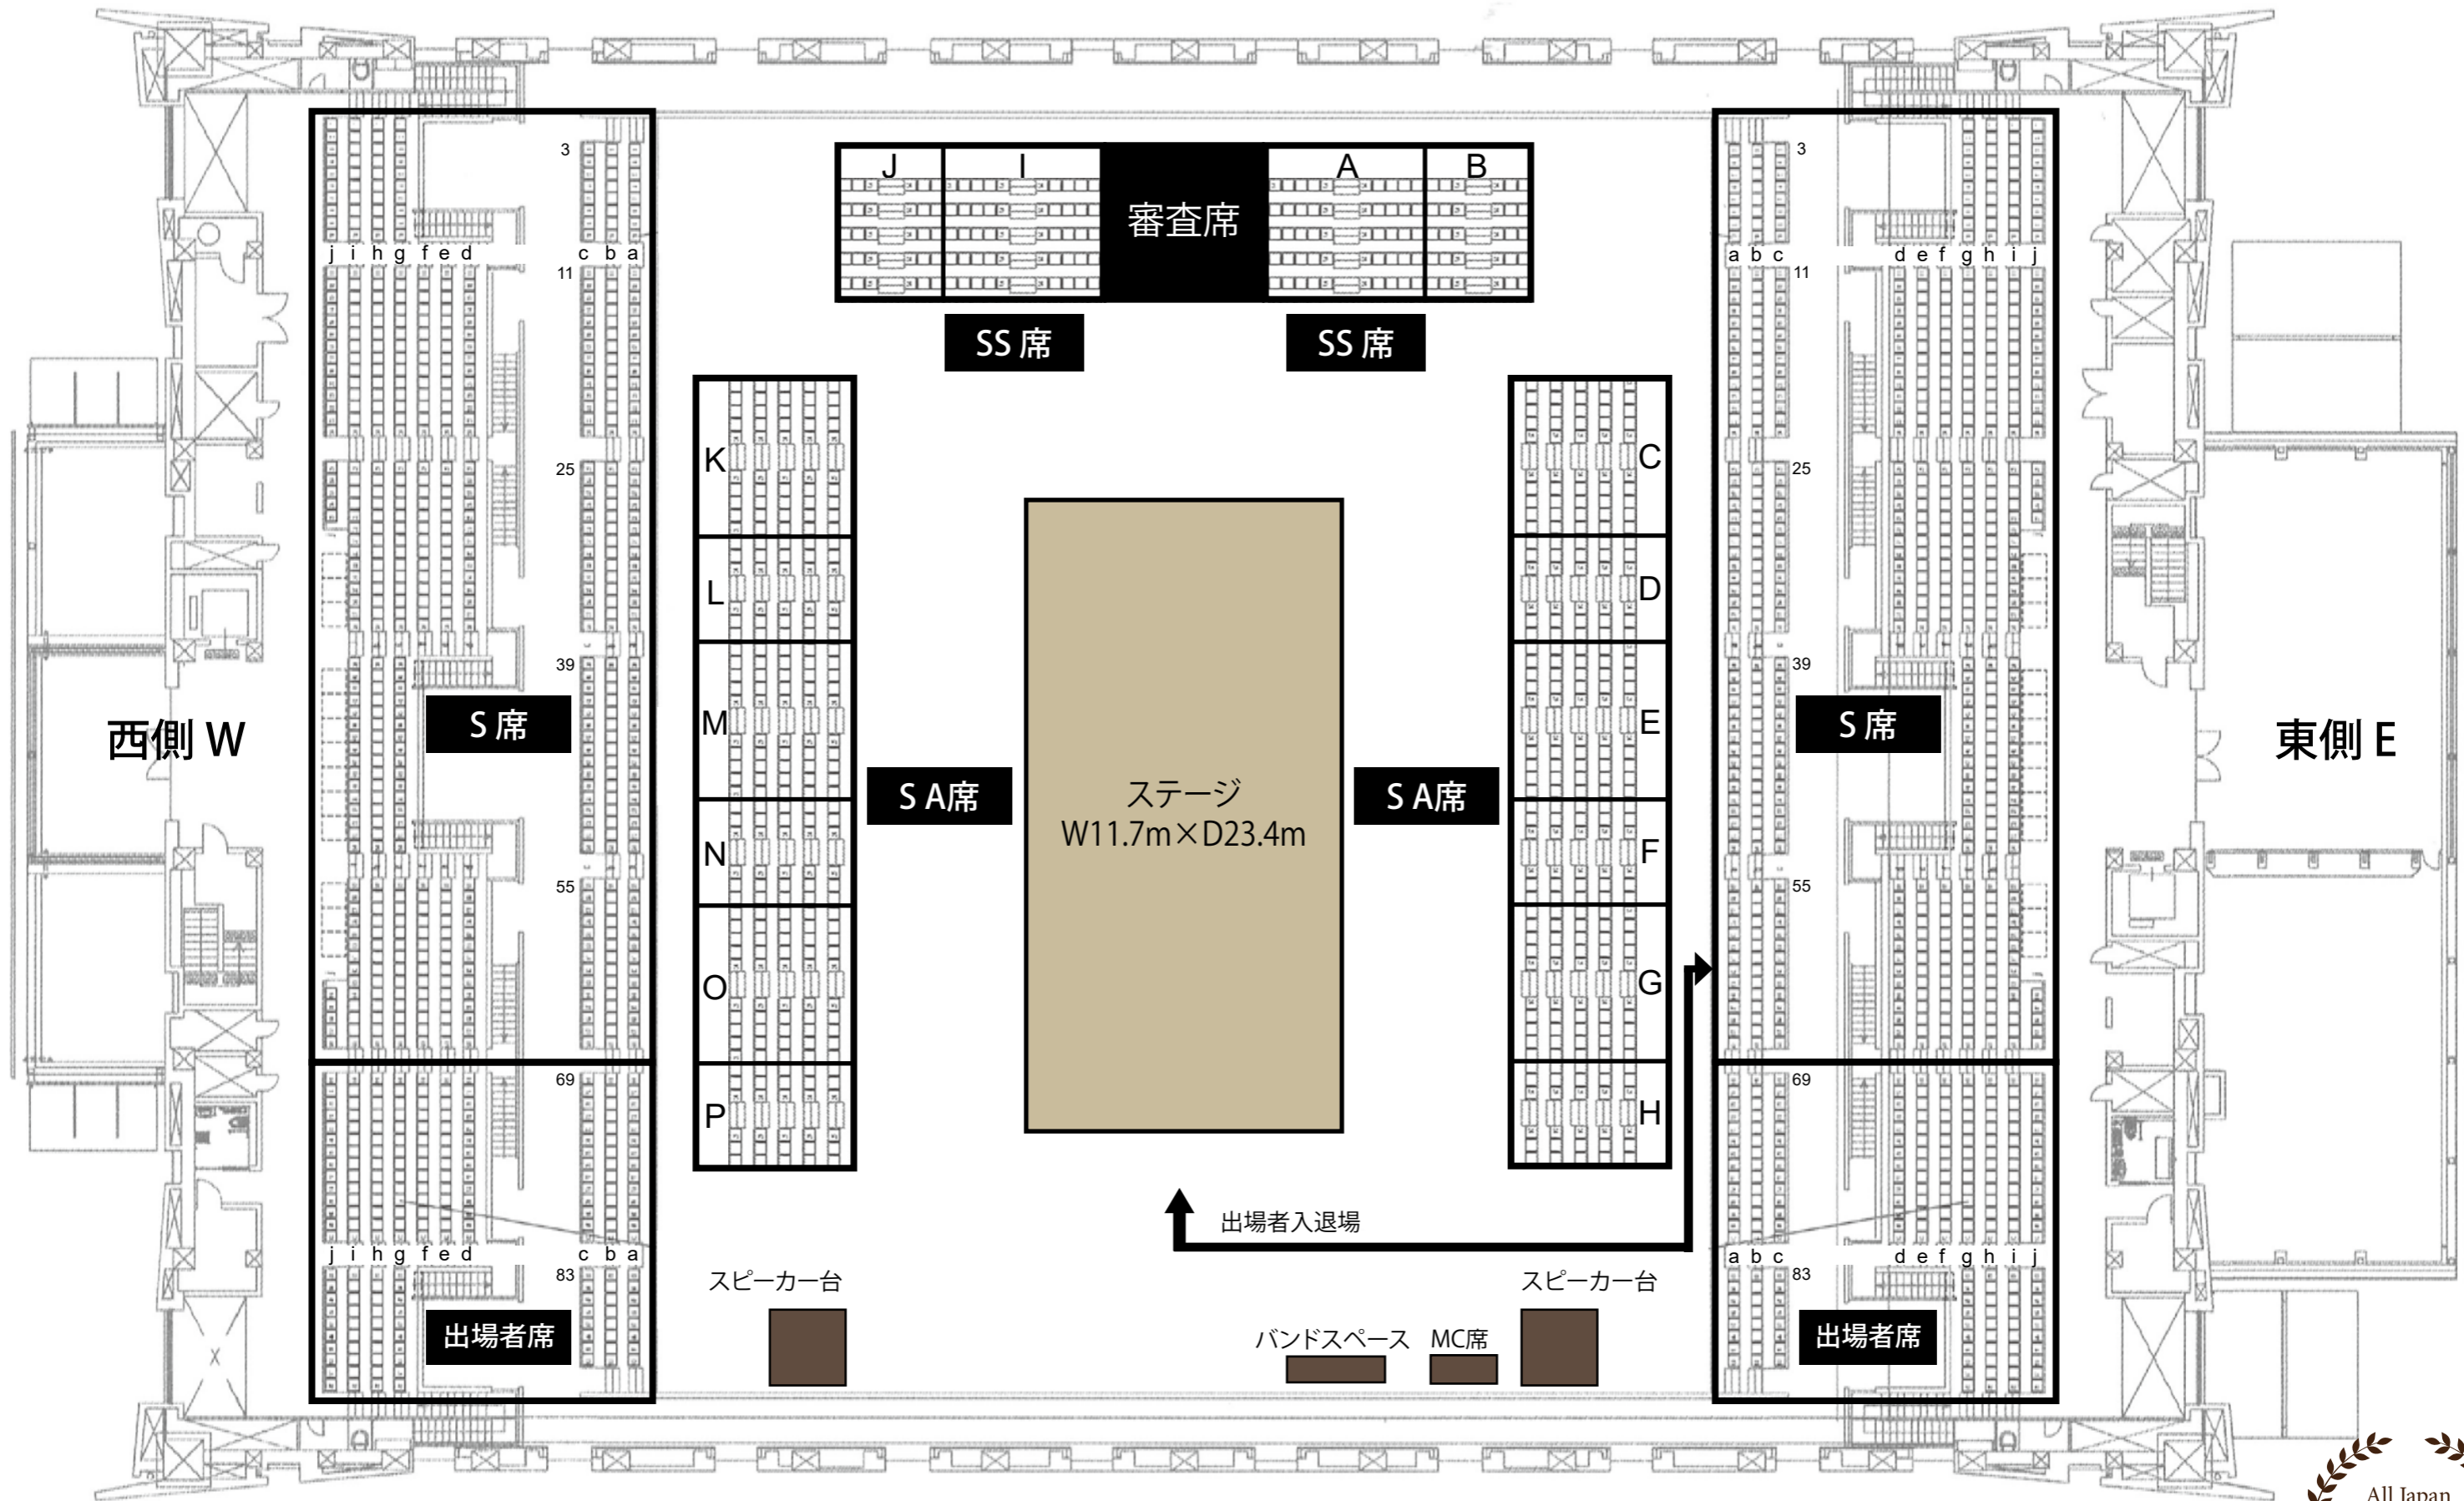 3
3
J
I
審査席
A
B
j i h g f e d
c b a
a b c
d e f g h i j
11
11
SS 席
SS 席
K
C
25
25
L
D
39
39
西側 W
S 席
M
E
S 席
東側 E
S A席
ステージ
W11.7m×D23.4m
S A席
N
F
55
55
O
G
69
69
P
H
出場者入退場
j i h g f e d
c b a
a b c
d e f g h i j
83
83
スピーカー台
スピーカー台
出場者席
バンドスペース
MC席
出場者席
All Japan